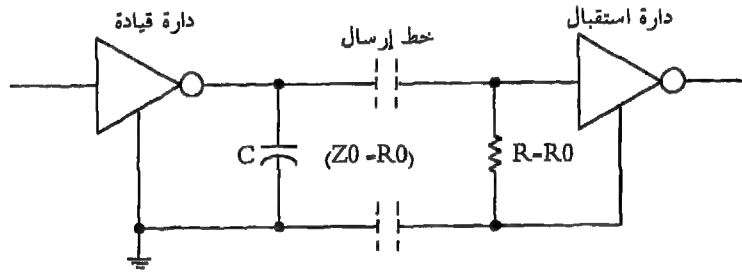 دارة قيادة
خط إرسال
دارة استقبال
C
(Z0 =R0)
R=R0